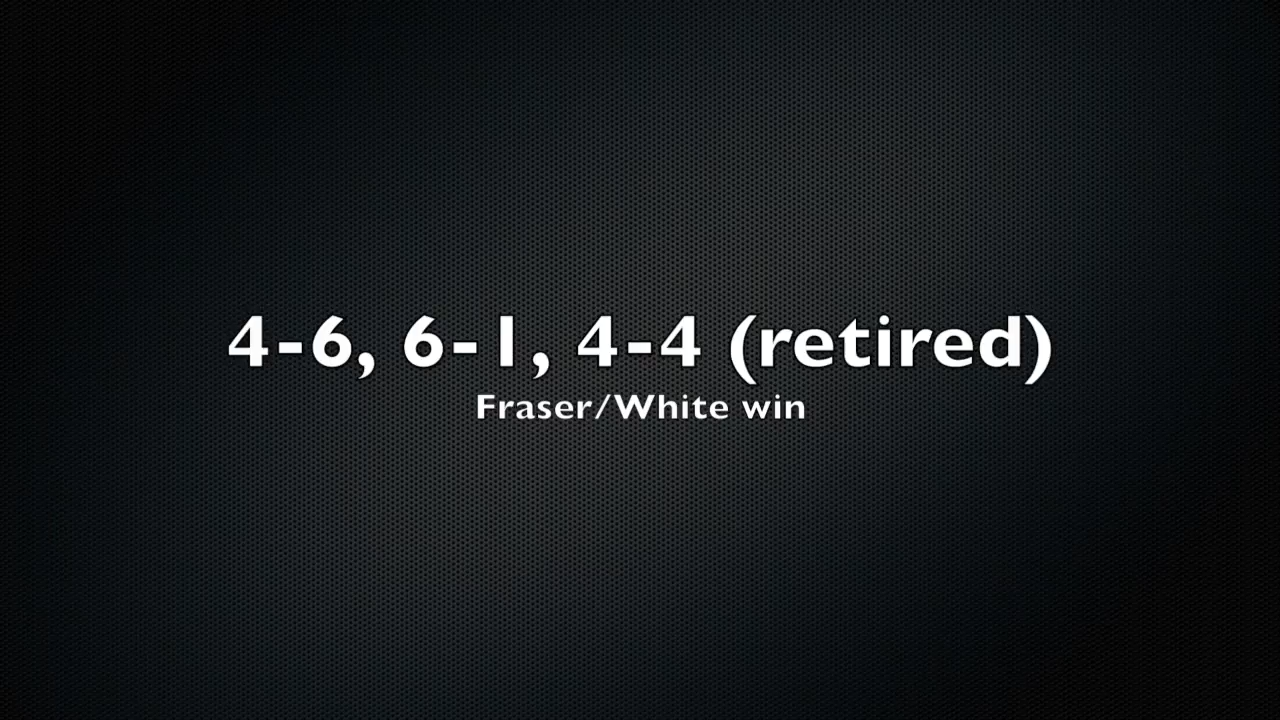 4-6, 6-1, 4-4 (retired)
Fraser/White win